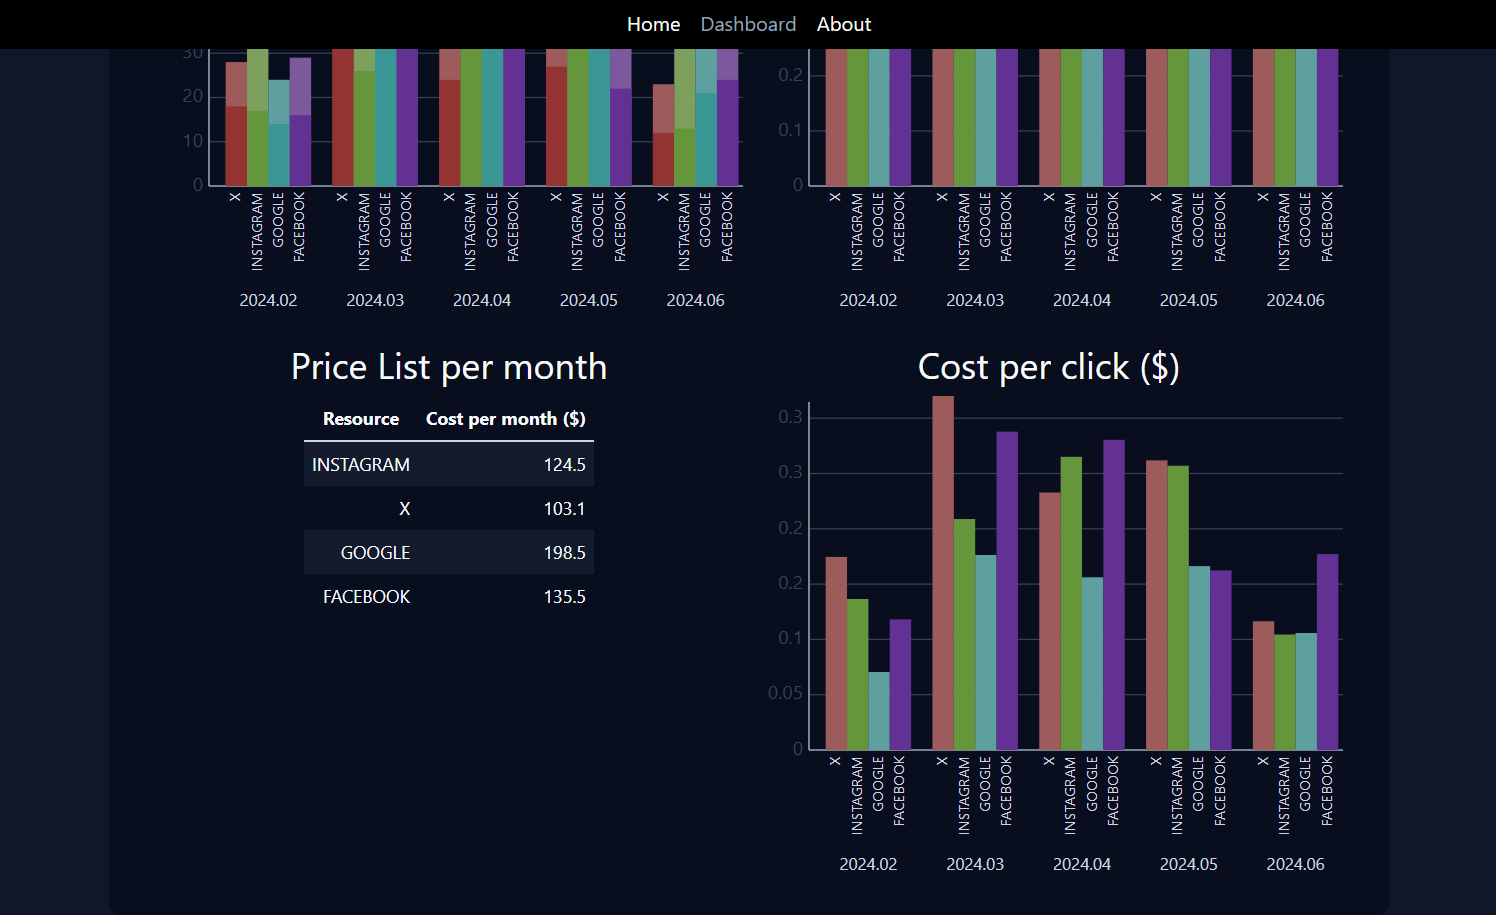 Home Dashboard About
30
20
10
0
X INSTAGRAM GOOGLE FACEBOOK X INSTAGRAM GOOGLE FACEBOOK X INSTAGRAM GOOGLE FACEBOOK X INSTAGRAM GOOGLE FACEBOOK X INSTAGRAM GOOGLE FACEBOOK
2024.02 2024.03 2024.04 2024.05 2024.06
0.2
0.1
0
X INSTAGRAM GOOGLE FACEBOOK X INSTAGRAM GOOGLE FACEBOOK X INSTAGRAM GOOGLE FACEBOOK X INSTAGRAM GOOGLE FACEBOOK X INSTAGRAM GOOGLE FACEBOOK
2024.02 2024.03 2024.04 2024.05 2024.06
Price List per month
Resource Cost per month ($)
INSTAGRAM 124.5
X 103.1
GOOGLE 198.5
FACEBOOK 135.5
Cost per click ($)
0.3
0.3
0.2
0.2
0.1
0.05
0
X INSTAGRAM GOOGLE FACEBOOK X INSTAGRAM GOOGLE FACEBOOK X INSTAGRAM GOOGLE FACEBOOK X INSTAGRAM GOOGLE FACEBOOK X INSTAGRAM GOOGLE FACEBOOK
2024.02 2024.03 2024.04 2024.05 2024.06